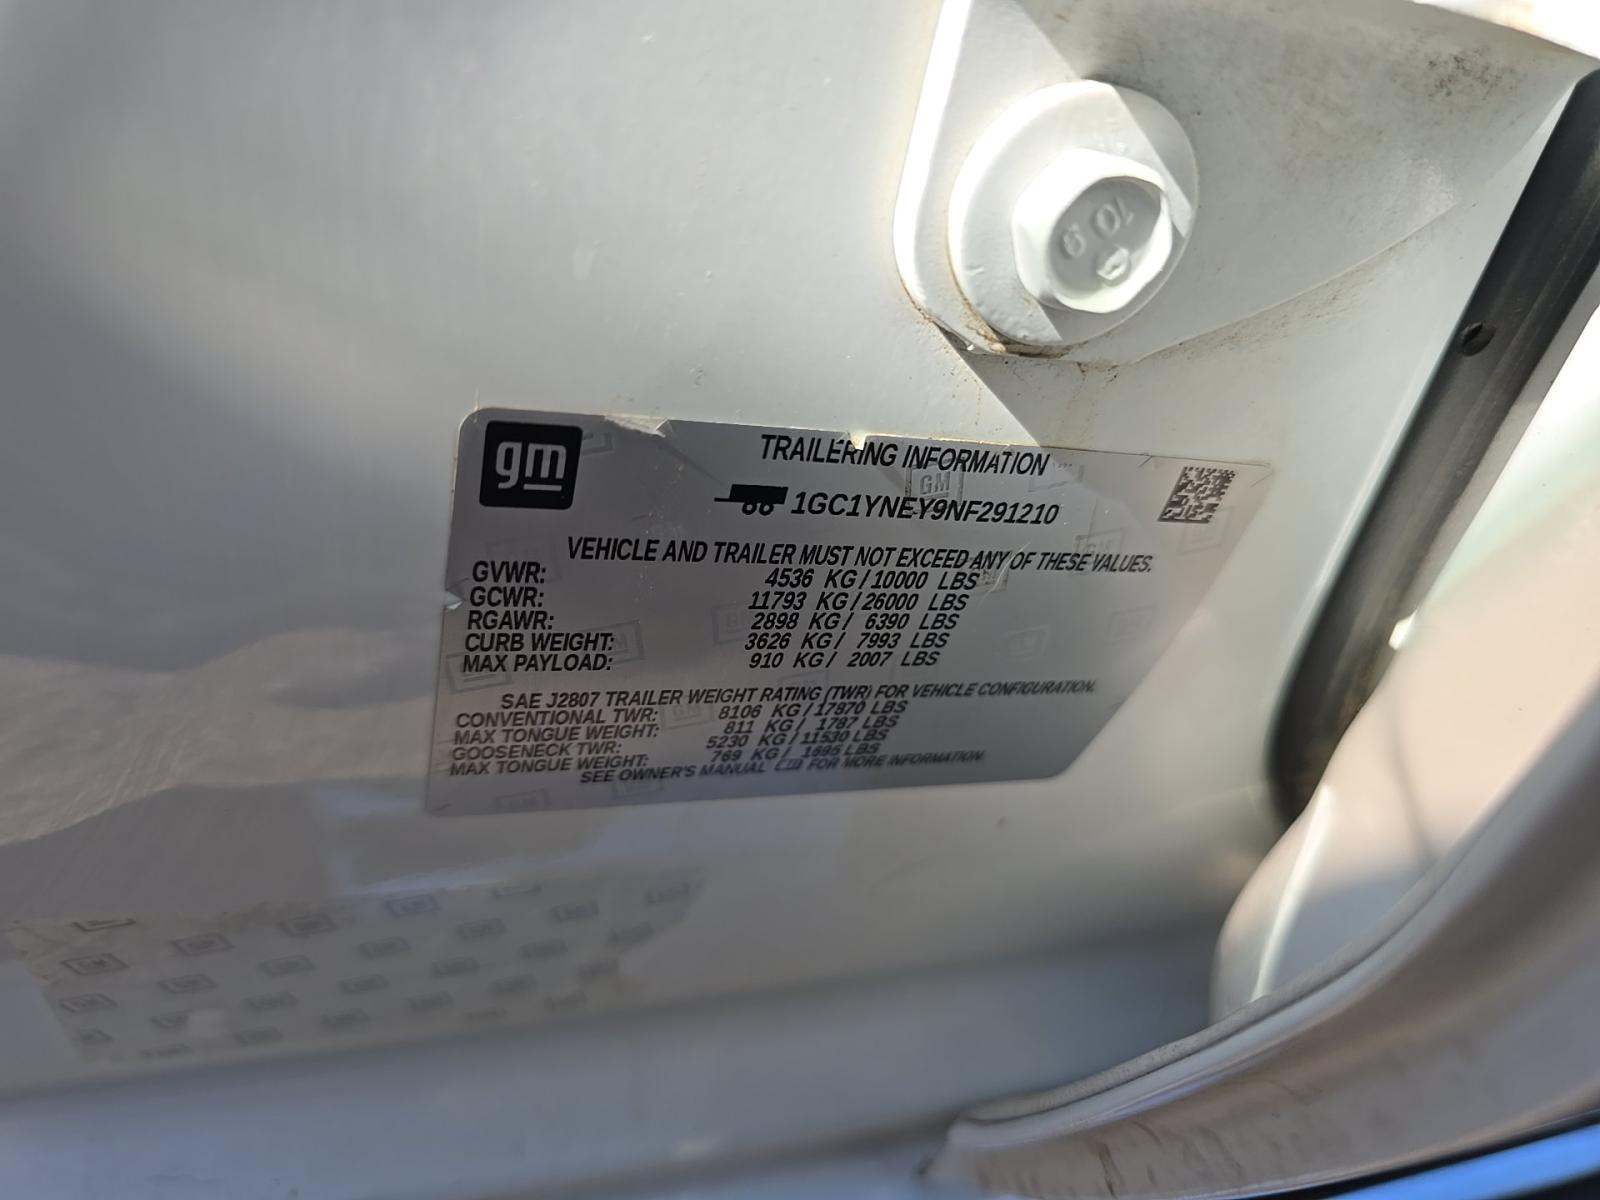 10.9
gm
TRAILERING INFORMATION
1GC1YNEY9NF291210
VEHICLE AND TRAILER MUST NOT EXCEED ANY OF THESE VALUES.
GVWR: 4536 KG / 10000 LBS
GCWR: 11793 KG / 26000 LBS
RGAWR: 2898 KG / 6390 LBS
CURB WEIGHT: 3626 KG / 7993 LBS
MAX PAYLOAD: 910 KG / 2007 LBS
SAE J2807 TRAILER WEIGHT RATING (TWR) FOR VEHICLE CONFIGURATION.
CONVENTIONAL TWR: 8106 KG / 17870 LBS
MAX TONGUE WEIGHT: 811 KG / 1787 LBS
GOOSENECK TWR: 5230 KG / 11530 LBS
MAX TONGUE WEIGHT: 769 KG / 1695 LBS
SEE OWNER'S MANUAL FOR MORE INFORMATION